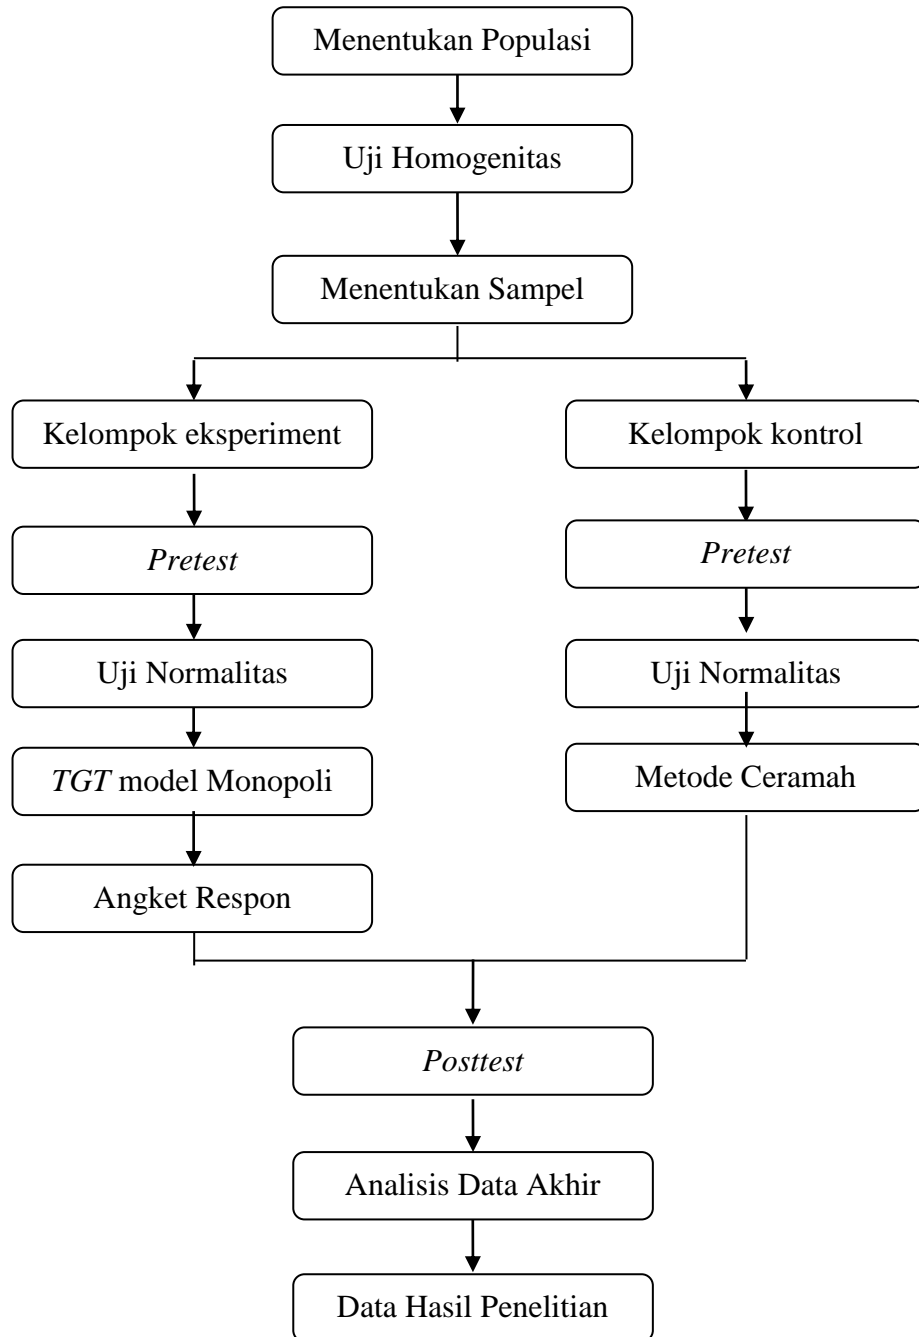 Menentukan Populasi
Uji Homogenitas
Menentukan Sampel
Kelompok eksperiment
Kelompok kontrol
Pretest
Pretest
Uji Normalitas
Uji Normalitas
TGT model Monopoli
Metode Ceramah
Angket Respon
Posttest
Analisis Data Akhir
Data Hasil Penelitian